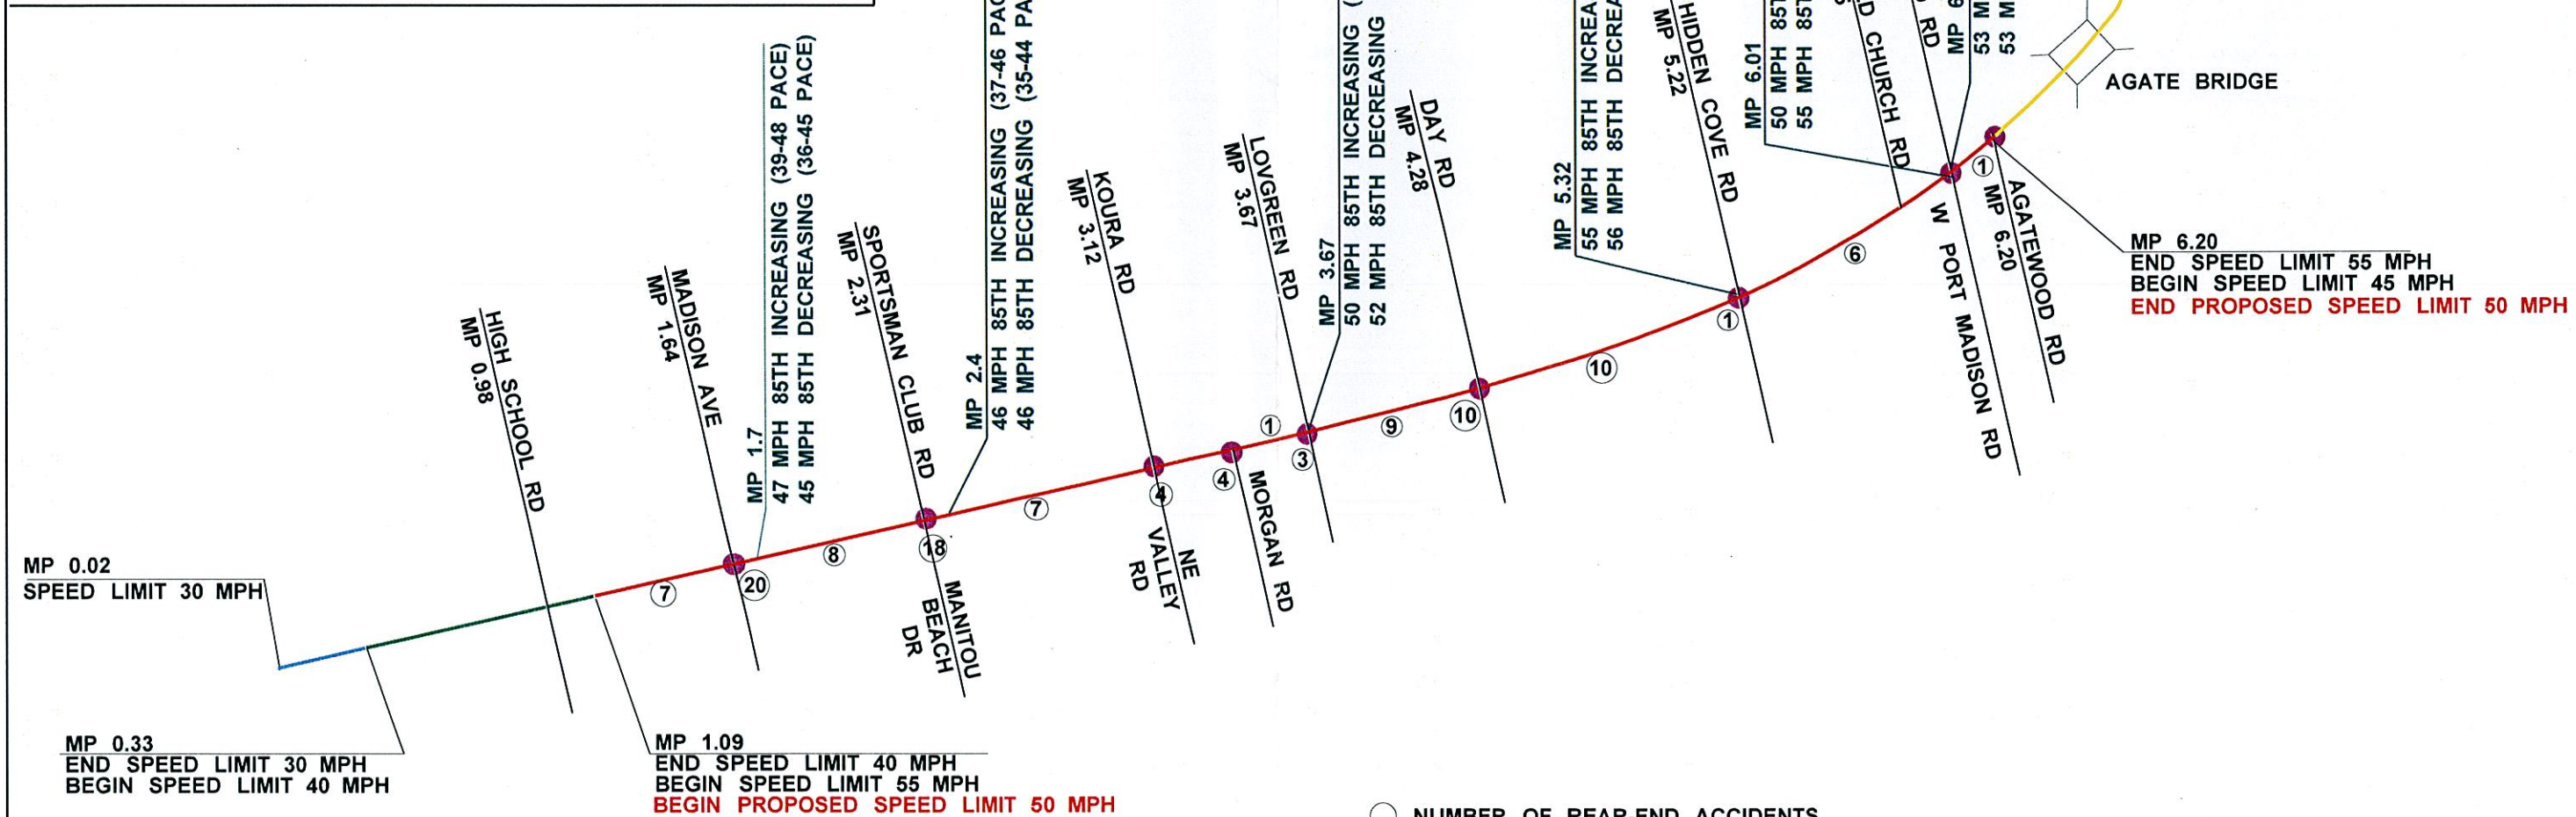 MP 0.02
SPEED LIMIT 30 MPH
MP 0.33
END SPEED LIMIT 30 MPH
BEGIN SPEED LIMIT 40 MPH
HIGH SCHOOL RD
MP 0.98
MP 1.09
END SPEED LIMIT 40 MPH
BEGIN SPEED LIMIT 55 MPH
BEGIN PROPOSED SPEED LIMIT 50 MPH
7
MADISON AVE
MP 1.64
20
MP 1.7
47 MPH 85TH INCREASING (39-48 PACE)
45 MPH 85TH DECREASING (36-45 PACE)
8
SPORTSMAN CLUB RD
MP 2.31
18
MANITOU
BEACH
DR
MP 2.4
46 MPH 85TH INCREASING (37-46
46 MPH 85TH DECREASING (35-44
7
KOURA RD
MP 3.12
4
NE
VALLEY
RD
4
MORGAN RD
1
LOVGREEN RD
MP 3.67
3
MP 3.67
50 MPH 85TH INCREASING (
52 MPH 85TH DECREASING
9
DAY RD
MP 4.28
10
10
MP 5.32
55 MPH 85TH
56 MPH 85TH
HIDDEN COVE RD
MP 5.22
1
6
MP 6.01
50 MPH
55 MPH
CHURCH RD
RD
W PORT MADISON RD
MP
53
53
1
AGATEWOOD RD
MP 6.20
MP 6.20
END SPEED LIMIT 55 MPH
BEGIN SPEED LIMIT 45 MPH
END PROPOSED SPEED LIMIT 50 MPH
AGATE BRIDGE
NUMBER OF REAR-END ACCIDENTS